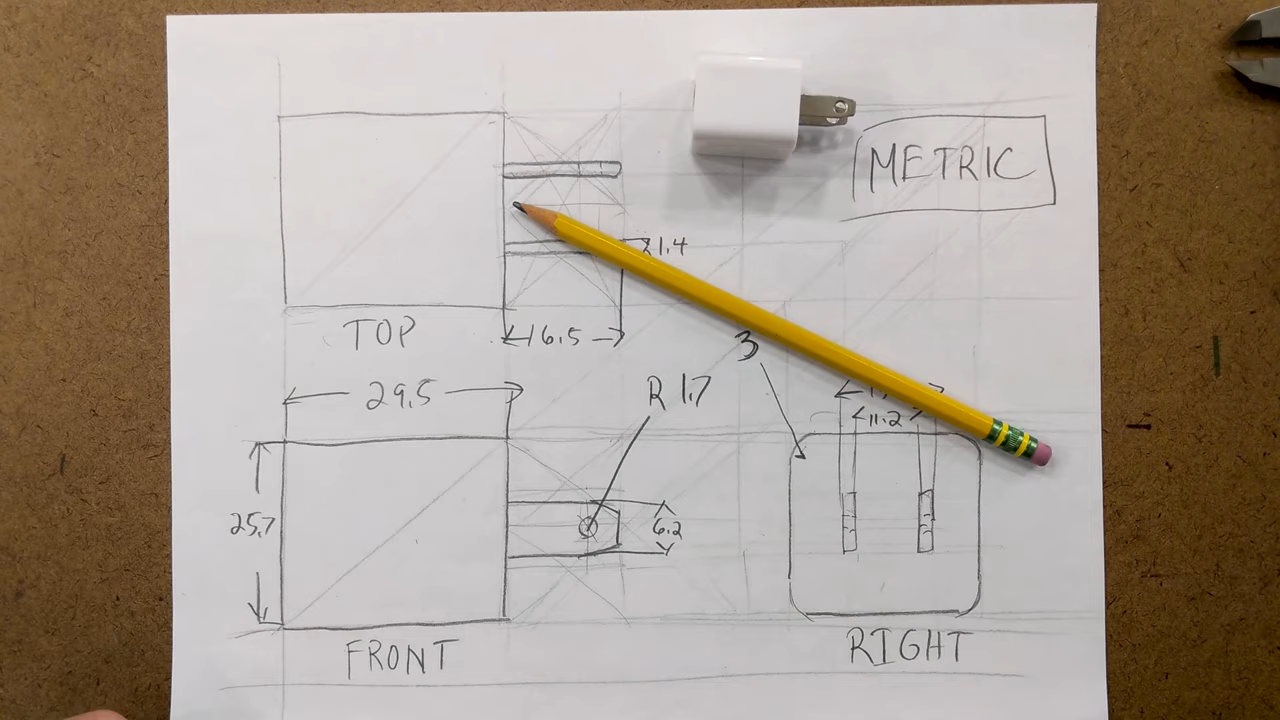 METRIC
1.4
TOP
16.5
3
29.5
R 1.7
11.2
25.7
6.2
FRONT
RIGHT